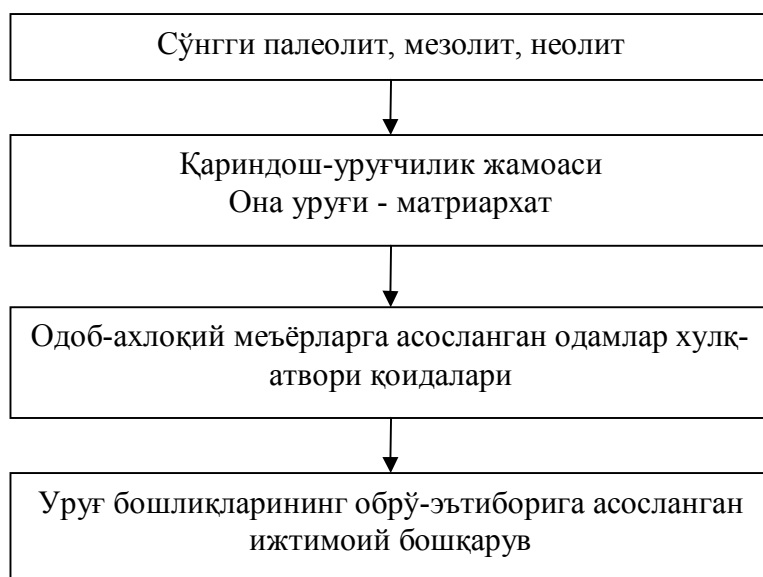 Сўнгги палеолит, мезолит, неолит
Қариндош-уруғчилик жамоаси
Она уруғи - матриархат
Одоб-ахлоқий меъёрларга асосланган одамлар хулқ-
атвори қоидалари
Уруғ бошлиқларининг обрў-эътиборига асосланган
ижтимоий бошқарув